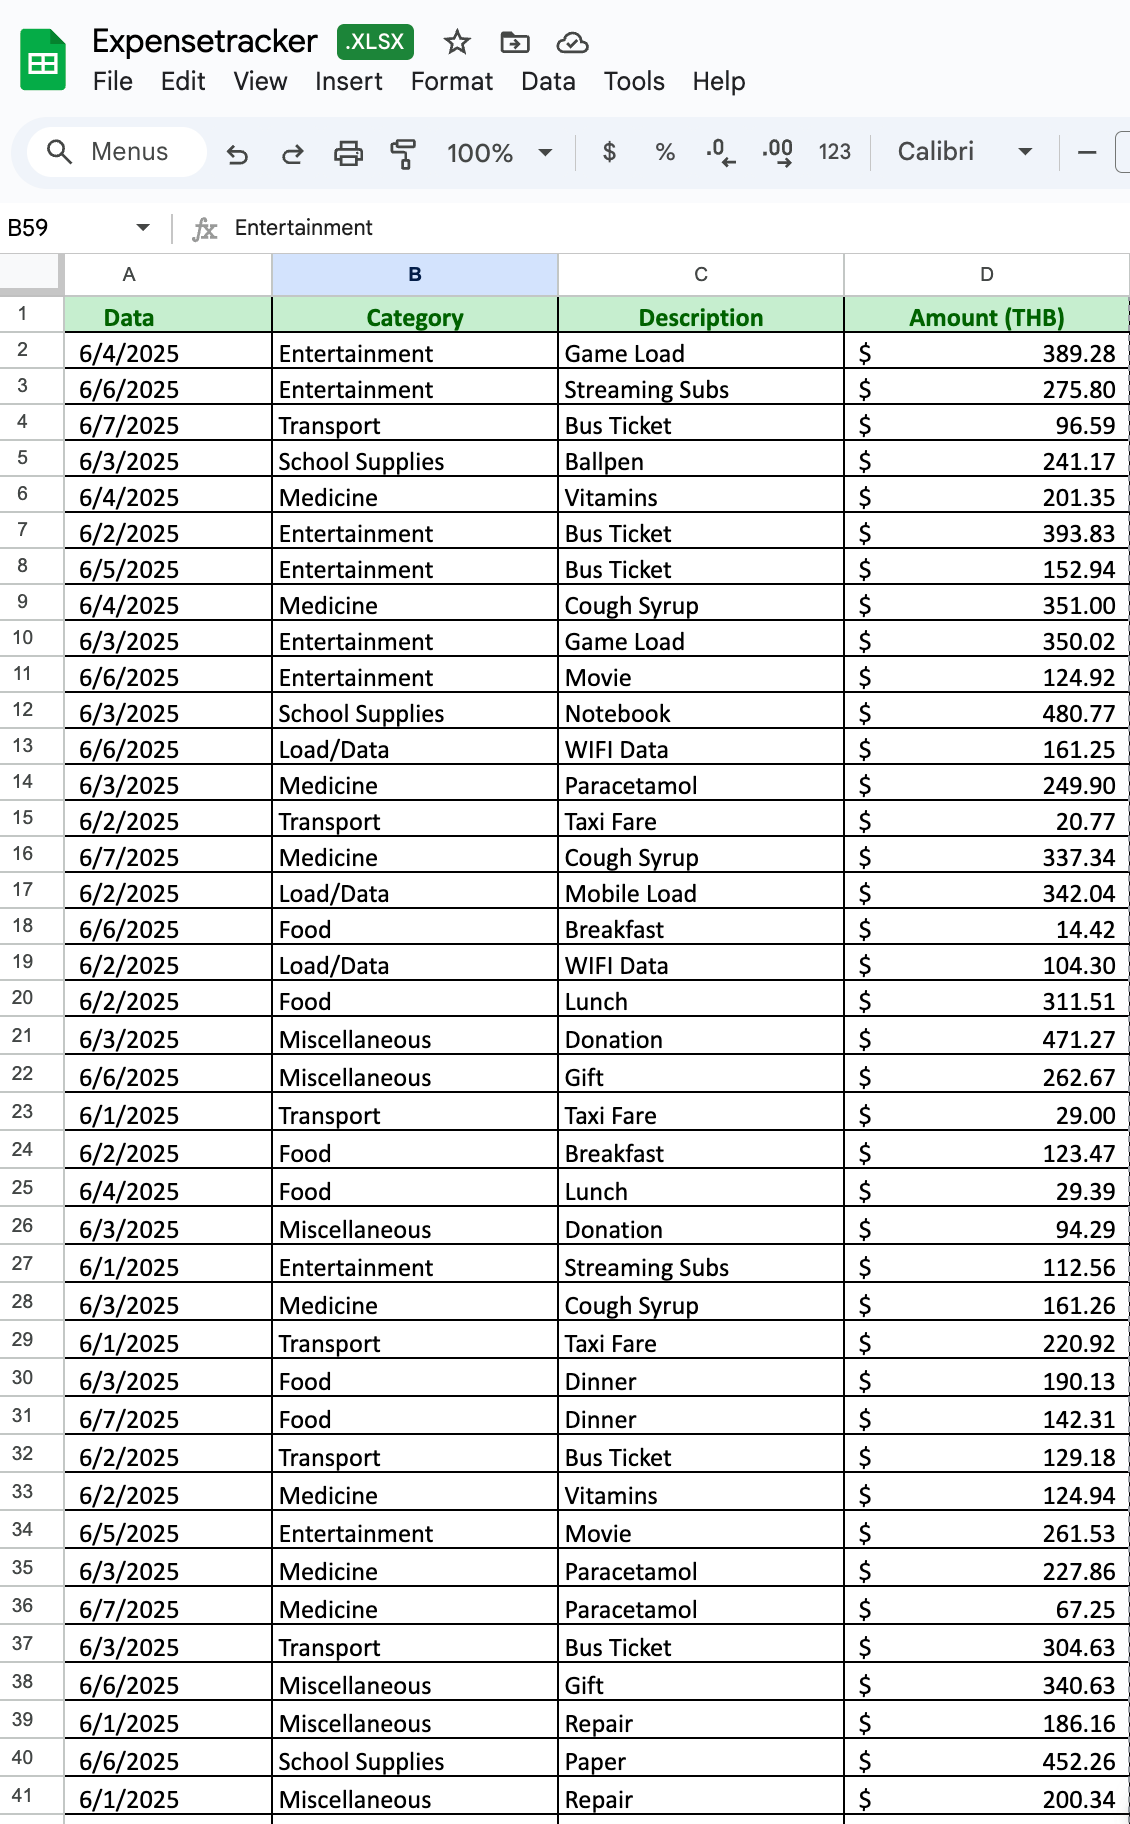 Expensetracker .XLSX
File Edit View Insert Format Data Tools Help
Menus 100% $ % .0 .00 123 Calibri
B59 fx Entertainment
A B C D
1 Data Category Description Amount (THB)
2 6/4/2025 Entertainment Game Load $ 389.28
3 6/6/2025 Entertainment Streaming Subs $ 275.80
4 6/7/2025 Transport Bus Ticket $ 96.59
5 6/3/2025 School Supplies Ballpen $ 241.17
6 6/4/2025 Medicine Vitamins $ 201.35
7 6/2/2025 Entertainment Bus Ticket $ 393.83
8 6/5/2025 Entertainment Bus Ticket $ 152.94
9 6/4/2025 Medicine Cough Syrup $ 351.00
10 6/3/2025 Entertainment Game Load $ 350.02
11 6/6/2025 Entertainment Movie $ 124.92
12 6/3/2025 School Supplies Notebook $ 480.77
13 6/6/2025 Load/Data WIFI Data $ 161.25
14 6/3/2025 Medicine Paracetamol $ 249.90
15 6/2/2025 Transport Taxi Fare $ 20.77
16 6/7/2025 Medicine Cough Syrup $ 337.34
17 6/2/2025 Load/Data Mobile Load $ 342.04
18 6/6/2025 Food Breakfast $ 14.42
19 6/2/2025 Load/Data WIFI Data $ 104.30
20 6/2/2025 Food Lunch $ 311.51
21 6/3/2025 Miscellaneous Donation $ 471.27
22 6/6/2025 Miscellaneous Gift $ 262.67
23 6/1/2025 Transport Taxi Fare $ 29.00
24 6/2/2025 Food Breakfast $ 123.47
25 6/4/2025 Food Lunch $ 29.39
26 6/3/2025 Miscellaneous Donation $ 94.29
27 6/1/2025 Entertainment Streaming Subs $ 112.56
28 6/3/2025 Medicine Cough Syrup $ 161.26
29 6/1/2025 Transport Taxi Fare $ 220.92
30 6/3/2025 Food Dinner $ 190.13
31 6/7/2025 Food Dinner $ 142.31
32 6/2/2025 Transport Bus Ticket $ 129.18
33 6/2/2025 Medicine Vitamins $ 124.94
34 6/5/2025 Entertainment Movie $ 261.53
35 6/3/2025 Medicine Paracetamol $ 227.86
36 6/7/2025 Medicine Paracetamol $ 67.25
37 6/3/2025 Transport Bus Ticket $ 304.63
38 6/6/2025 Miscellaneous Gift $ 340.63
39 6/1/2025 Miscellaneous Repair $ 186.16
40 6/6/2025 School Supplies Paper $ 452.26
41 6/1/2025 Miscellaneous Repair $ 200.34